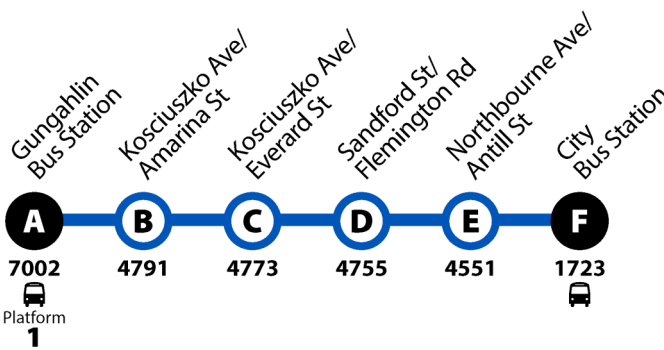 Gungahlin
Bus Station
Kosciuszko Ave/
Amarina St
Kosciuszko Ave/
Everard St
Sandford St/
Flemington Rd
Northbourne Ave/
Antill St
City
Bus Station
A B C D E F
7002 4791 4773 4755 4551 1723
Platform
1